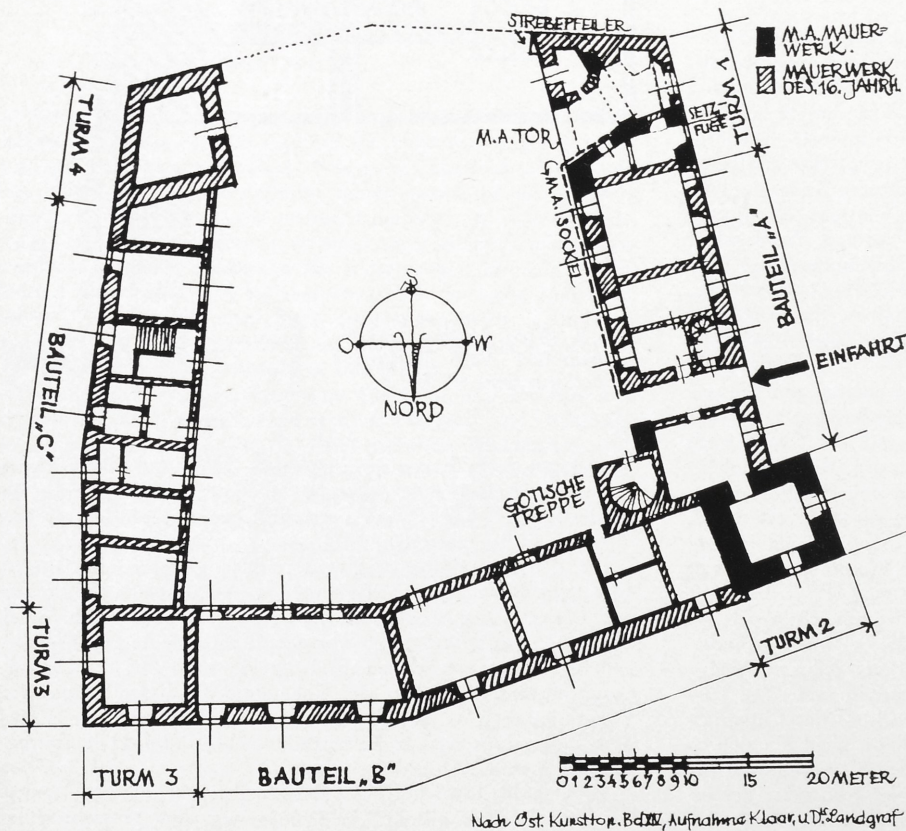 STREBEPFEILER
M.A. MAUER=
WERK.
MAUERWERK
DES, 16. JAHRH
TURM 1
SETZ-
FUGE
M.A. TOR
M.A. SOCKEL
BAUTEIL „A"
TURM 4
BAUTEIL „C"
S
O
W
NORD
EINFAHRT
GOTISCHE
TREPPE
TURM 2
TURM 3
TURM 3
BAUTEIL „B"
0 1 2 3 4 5 6 7 8 9 10 15 20 METER
Nach Öst. Kunsttop. Bd. Aufnahme Klaar, u. Landgraf